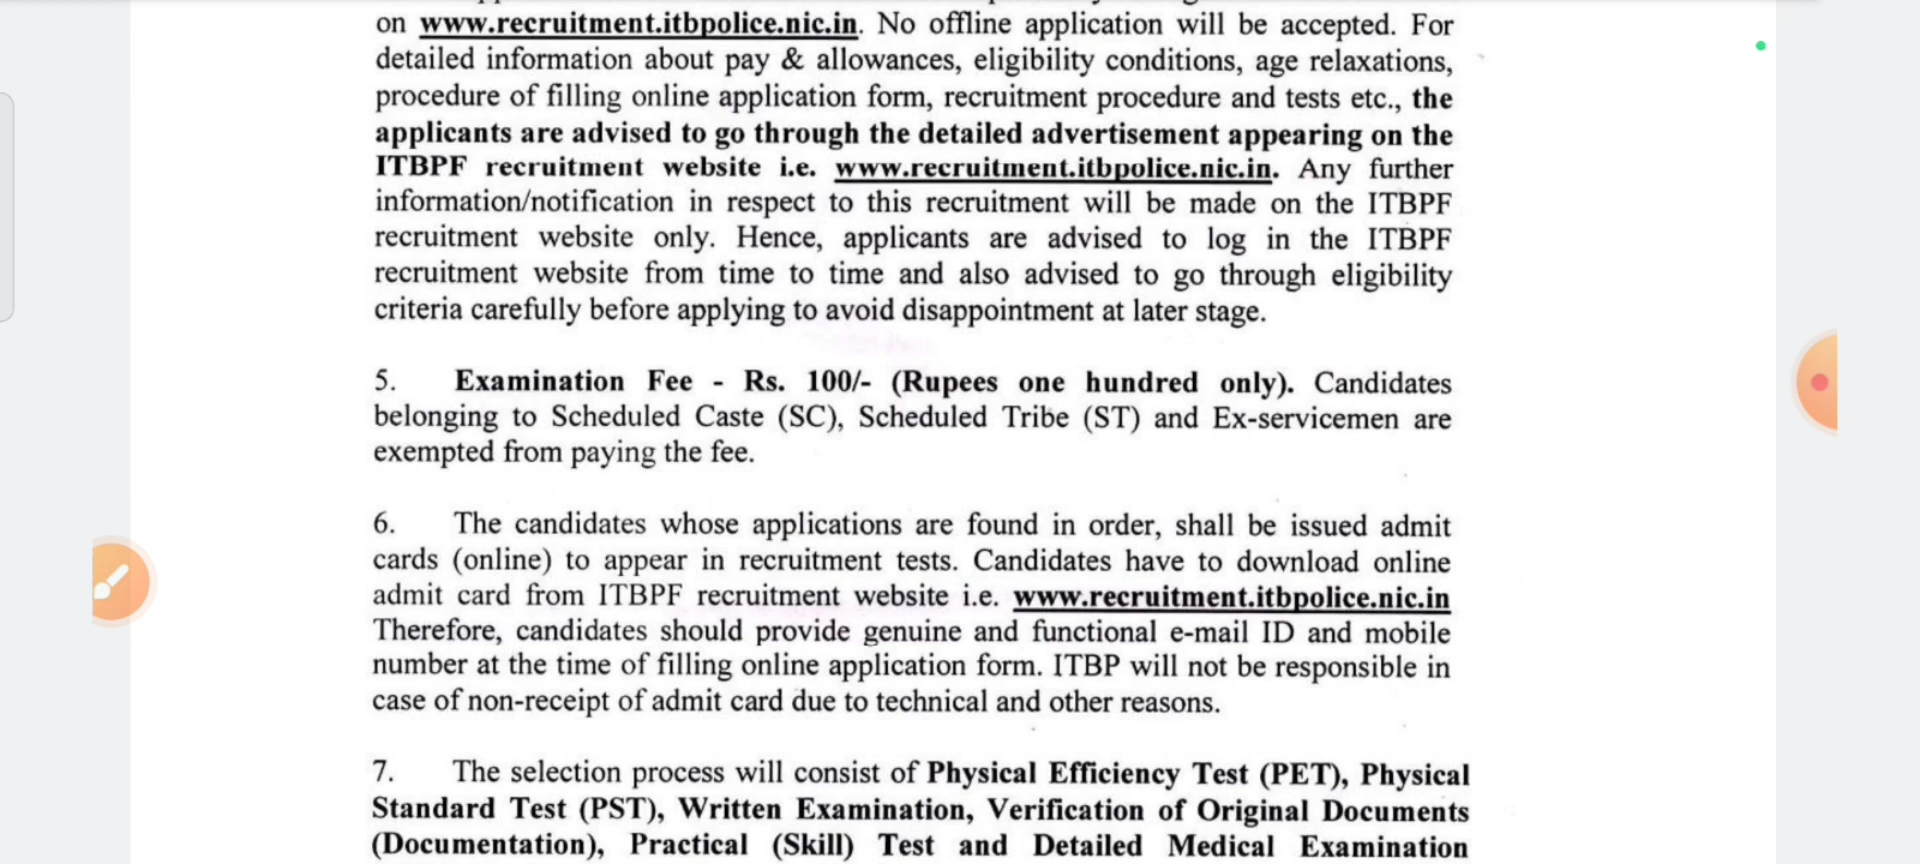 on www.recruitment.itbpolice.nic.in. No offline application will be accepted. For
detailed information about pay & allowances, eligibility conditions, age relaxations,
procedure of filling online application form, recruitment procedure and tests etc., the
applicants are advised to go through the detailed advertisement appearing on the
ITBPF recruitment website i.e. www.recruitment.itbpolice.nic.in. Any further
information/notification in respect to this recruitment will be made on the ITBPF
recruitment website only. Hence, applicants are advised to log in the ITBPF
recruitment website from time to time and also advised to go through eligibility
criteria carefully before applying to avoid disappointment at later stage.
5. Examination Fee - Rs. 100/- (Rupees one hundred only). Candidates
belonging to Scheduled Caste (SC), Scheduled Tribe (ST) and Ex-servicemen are
exempted from paying the fee.
6. The candidates whose applications are found in order, shall be issued admit
cards (online) to appear in recruitment tests. Candidates have to download online
admit card from ITBPF recruitment website i.e. www.recruitment.itbpolice.nic.in
Therefore, candidates should provide genuine and functional e-mail ID and mobile
number at the time of filling online application form. ITBP will not be responsible in
case of non-receipt of admit card due to technical and other reasons.
7. The selection process will consist of Physical Efficiency Test (PET), Physical
Standard Test (PST), Written Examination, Verification of Original Documents
(Documentation), Practical (Skill) Test and Detailed Medical Examination